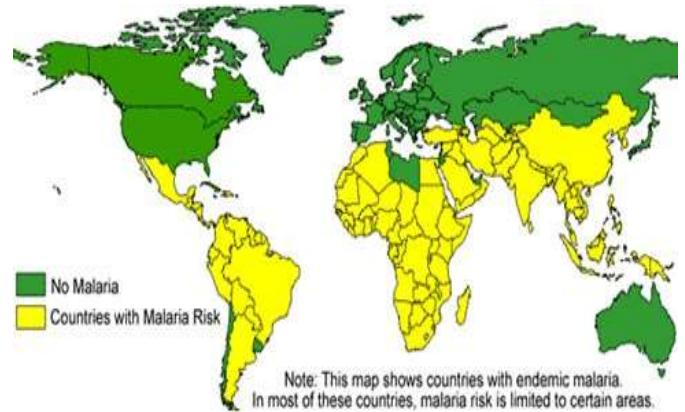 No Malaria
Countries with Malaria Risk
Note: This map shows countries with endemic malaria.
In most of these countries, malaria risk is limited to certain areas.